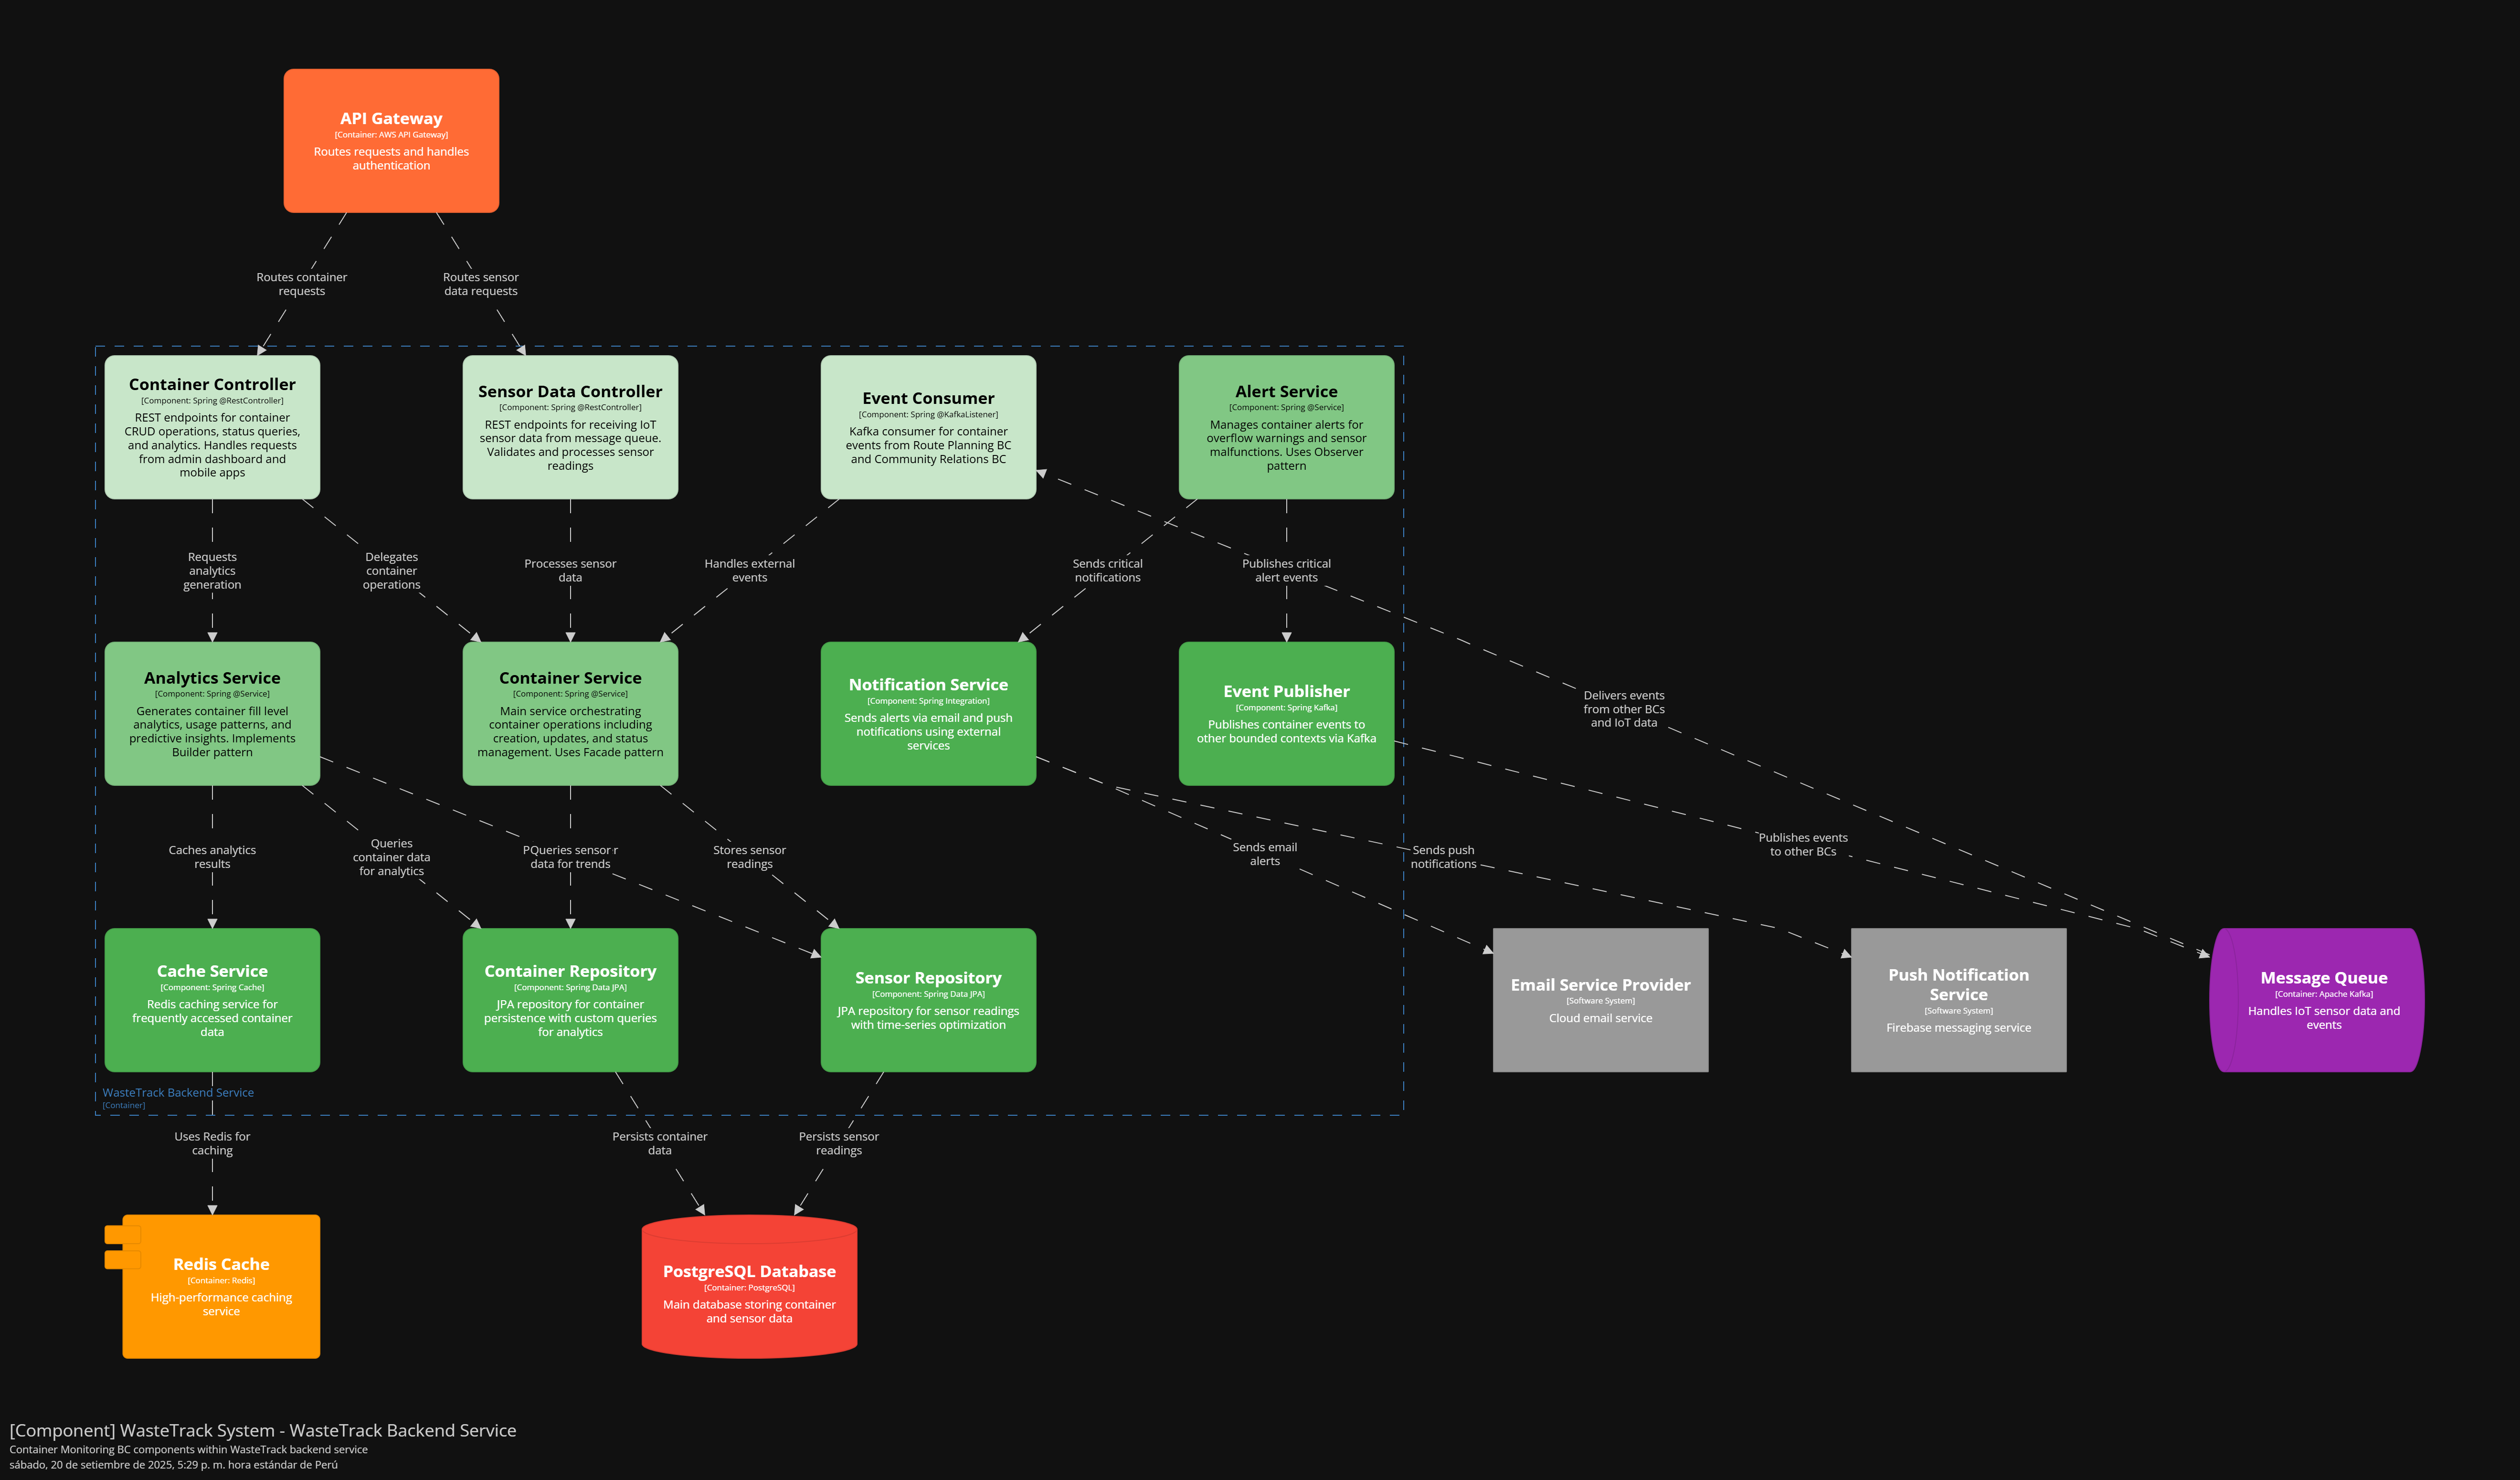 API Gateway
[Container: AWS API Gateway]
Routes requests and handles
authentication
Routes container
requests
Routes sensor
data requests
Container Controller
[Component: Spring @RestController]
REST endpoints for container
CRUD operations, status queries,
and analytics. Handles requests
from admin dashboard and
mobile apps
Sensor Data Controller
[Component: Spring @RestController]
REST endpoints for receiving IoT
sensor data from message queue.
Validates and processes sensor
readings
Event Consumer
[Component: Spring @KafkaListener]
Kafka consumer for container
events from Route Planning BC
and Community Relations BC
Alert Service
[Component: Spring @Service]
Manages container alerts for
overflow warnings and sensor
malfunctions. Uses Observer
pattern
Requests
analytics
generation
Delegates
container
operations
Processes sensor
data
Handles external
events
Sends critical
notifications
Publishes critical
alert events
Analytics Service
[Component: Spring @Service]
Generates container fill level
analytics, usage patterns, and
predictive insights. Implements
Builder pattern
Container Service
[Component: Spring @Service]
Main service orchestrating
container operations including
creation, updates, and status
management. Uses Facade pattern
Notification Service
[Component: Spring Integration]
Sends alerts via email and push
notifications using external
services
Event Publisher
[Component: Spring Kafka]
Publishes container events to
other bounded contexts via Kafka
Delivers events
from other BCs
and IoT data
Caches analytics
results
Queries
container data
for analytics
PQueries sensor r
data for trends
Stores sensor
readings
Sends email
alerts
Sends push
notifications
Publishes events
to other BCs
Cache Service
[Component: Spring Cache]
Redis caching service for
frequently accessed container
data
Container Repository
[Component: Spring Data JPA]
JPA repository for container
persistence with custom queries
for analytics
Sensor Repository
[Component: Spring Data JPA]
JPA repository for sensor readings
with time-series optimization
Email Service Provider
[Software System]
Cloud email service
Push Notification
Service
[Software System]
Firebase messaging service
Message Queue
[Container: Apache Kafka]
Handles IoT sensor data and
events
WasteTrack Backend Service
[Container]
Uses Redis for
caching
Persists container
data
Persists sensor
readings
Redis Cache
[Container: Redis]
High-performance caching
service
PostgreSQL Database
[Container: PostgreSQL]
Main database storing container
and sensor data
[Component] WasteTrack System - WasteTrack Backend Service
Container Monitoring BC components within WasteTrack backend service
sábado, 20 de setiembre de 2025, 5:29 p. m. hora estándar de Perú